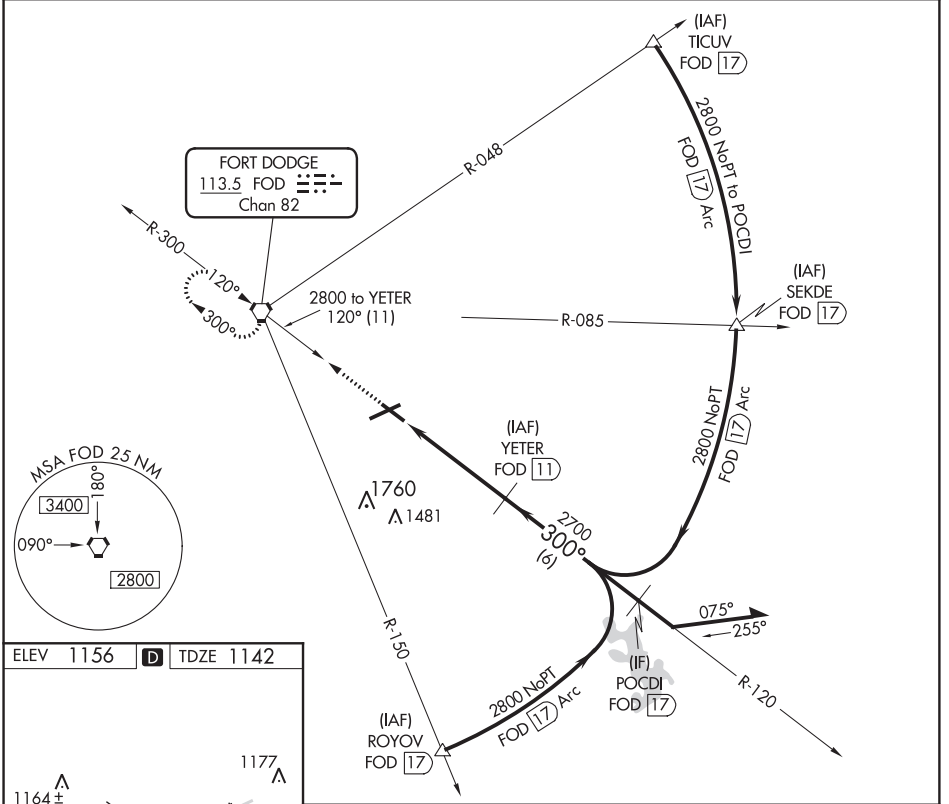 (IAF)
TICUV
FOD 17
2800 NoPT to POCDI
FOD 17 Arc
R-048
FORT DODGE
113.5 FOD
Chan 82
R-300
120°
300°
2800 to YETER
120° (11)
R-085
(IAF)
SEKDE
FOD 17
2800 NoPT
FOD 17 Arc
(IAF)
YETER
FOD 11
1760
1481
2700
300°
(6)
MSA FOD 25 NM
3400
180°
090°
2800
075°
255°
R-150
(IF)
POCDI
FOD 17
R-120
2800 NoPT
FOD 17 Arc
(IAF)
ROYOV
FOD 17
ELEV 1156 D TDZE 1142
1177
1164 ±